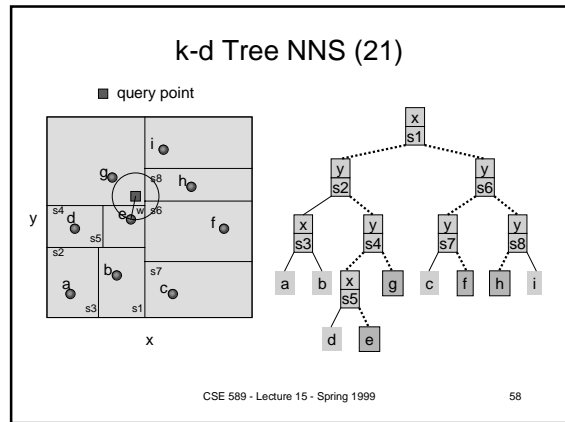 k-d Tree NNS (21)
query point
x
s1
i
y
s2
y
s6
g
s8
h
s4
d
e
w
s6
f
y
s5
x
s3
y
s4
y
s7
y
s8
s2
b
s7
a
s3
s1
c
a
b
x
s5
g
c
f
h
i
x
d
e
CSE 589 - Lecture 15 - Spring 1999
58